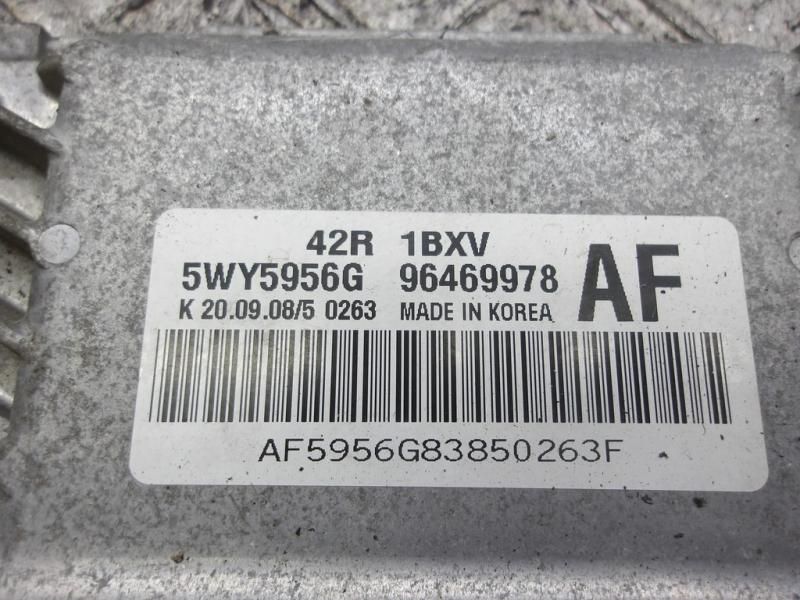 42R 1BXV
5WY5956G 96469978 AF
K 20.09.08/5 0263 MADE IN KOREA
AF5956G83850263F